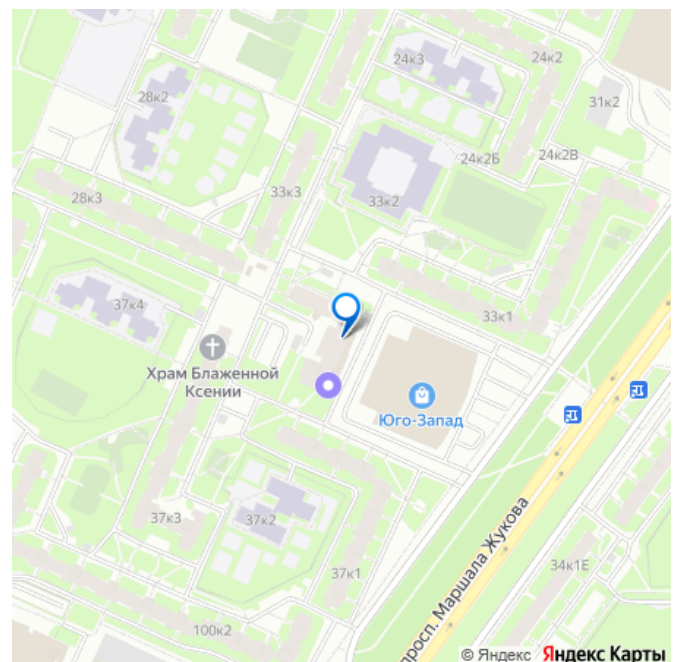 24к3
24к2
28к2
31к2
24к2Б
24к2В
33к3
28к3
33к2
37к4
33к1
Храм Блаженной
Ксении
Юго-Запад
37к3
37к2
37к1
34к1Е
100к2
просп. Маршала Жукова
© Яндекс Яндекс Карты